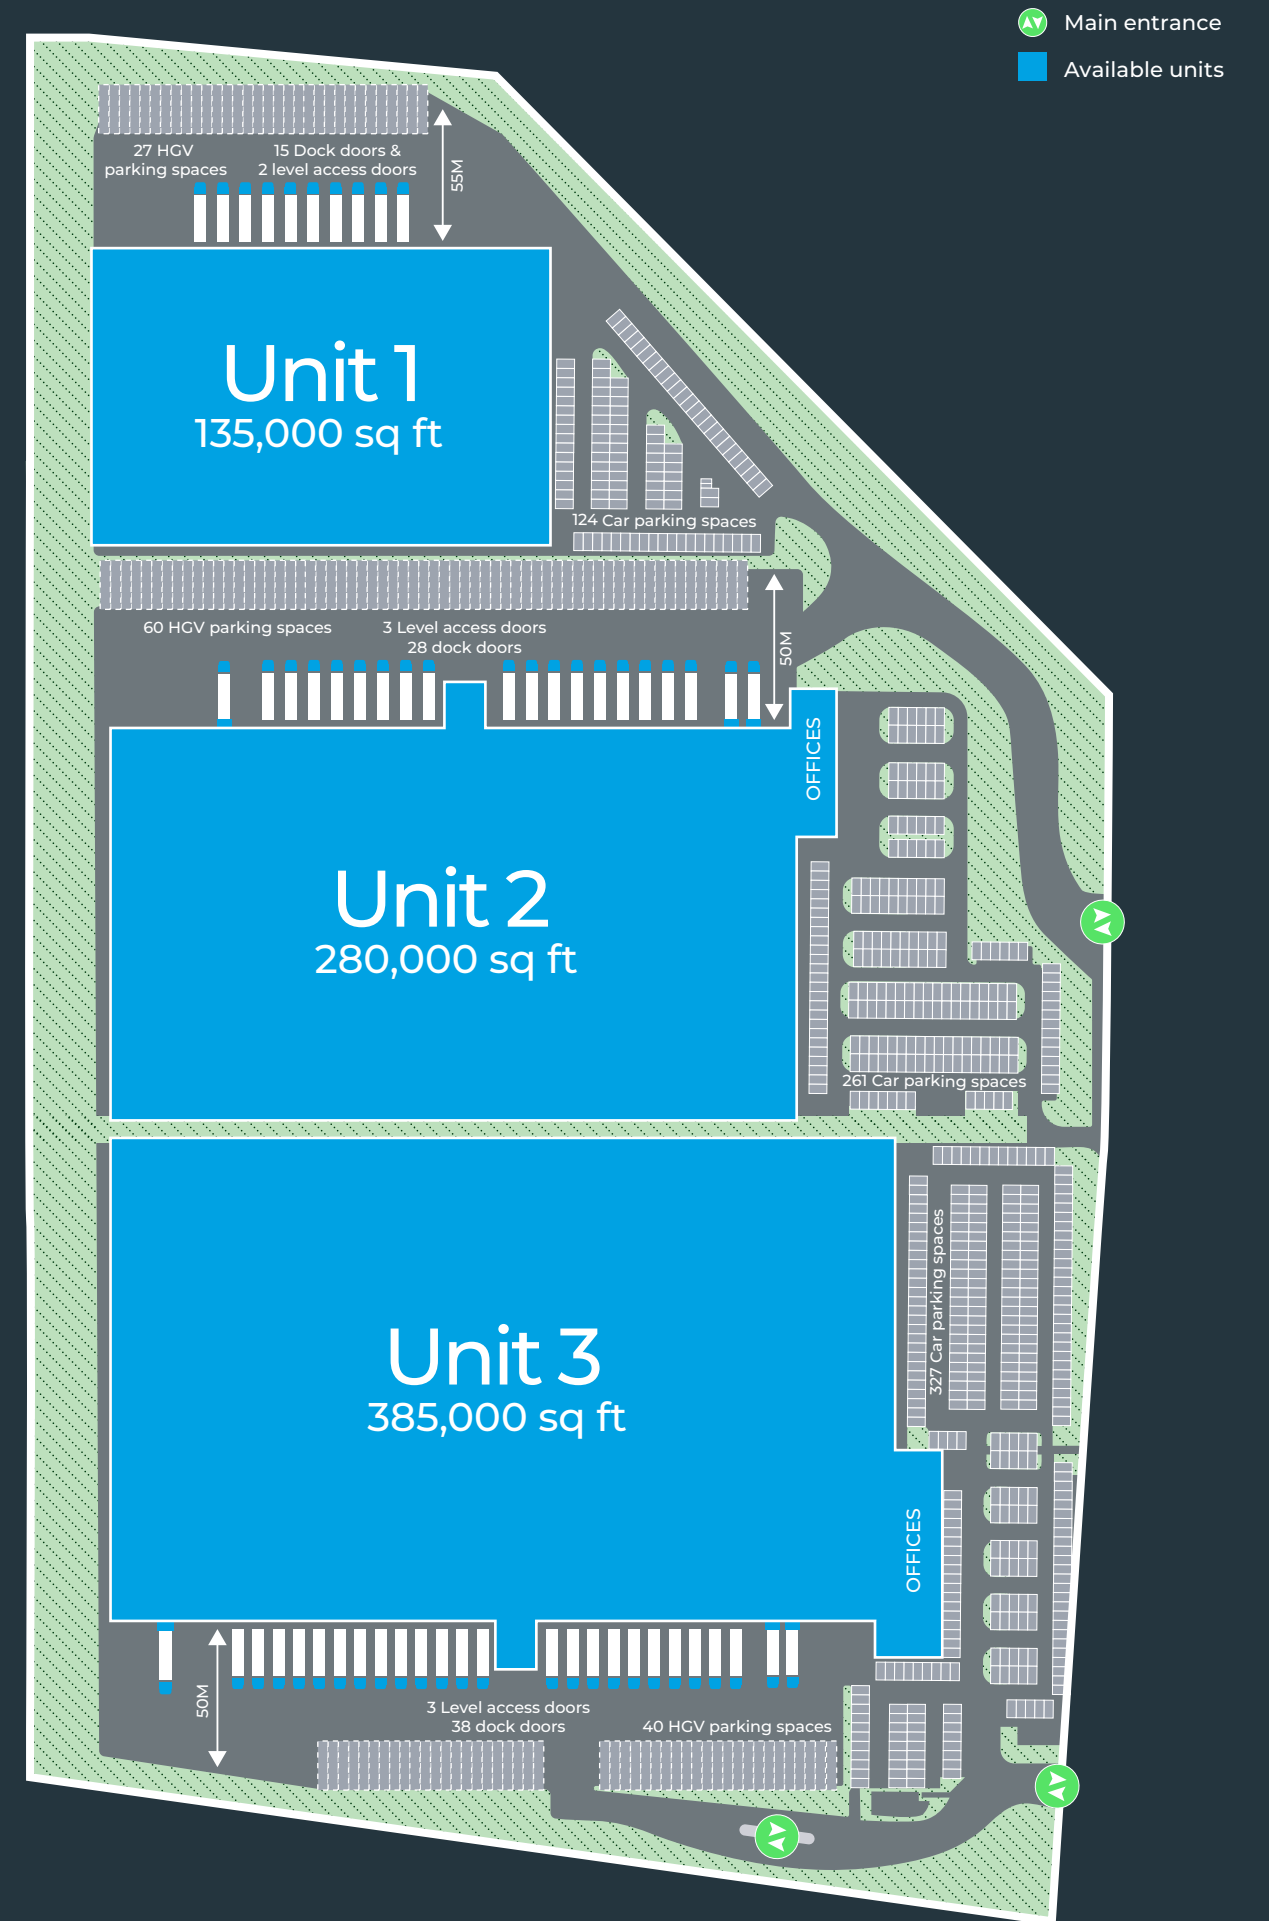 Main entrance
Available units
27 HGV
parking spaces
15 Dock doors &
2 level access doors
55M
Unit 1
135,000 sq ft
124 Car parking spaces
60 HGV parking spaces
3 Level access doors
28 dock doors
50M
OFFICES
Unit 2
280,000 sq ft
261 Car parking spaces
327 Car parking spaces
Unit 3
385,000 sq ft
OFFICES
50M
3 Level access doors
38 dock doors
40 HGV parking spaces